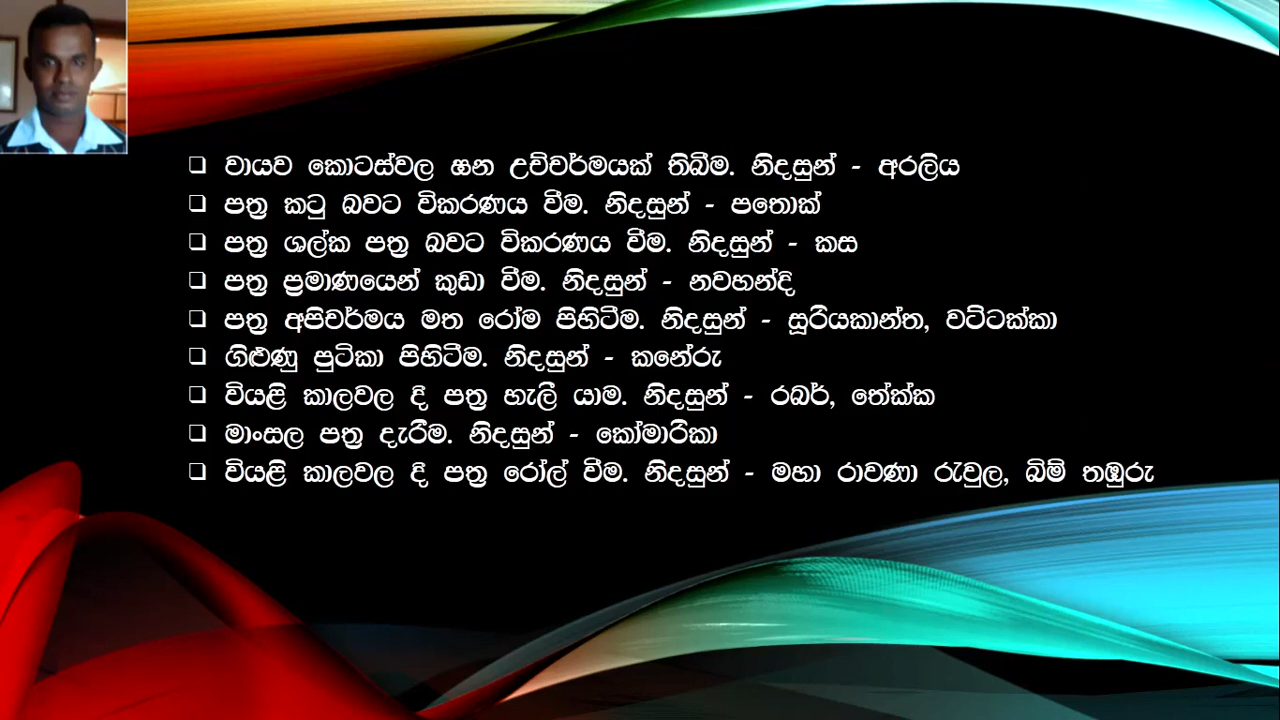 ❑ වායව කොටස්වල ඝන උච්චර්මයක් තිබීම. නිදසුන් - අරලිය
❑ පත්‍ර කටු බවට විකරණය වීම. නිදසුන් - පතොක්
❑ පත්‍ර ශල්ක පත්‍ර බවට විකරණය වීම. නිදසුන් - කස
❑ පත්‍ර ප්‍රමාණයෙන් කුඩා වීම. නිදසුන් - නවහන්දි
❑ පත්‍ර අපිචර්මය මත රෝම පිහිටීම. නිදසුන් - සූරියකාන්ත, වට්ටක්කා
❑ ගිළුණු පුටිකා පිහිටීම. නිදසුන් - කනේරු
❑ වියළි කාලවල දී පත්‍ර හැලී යාම. නිදසුන් - රබර්, තේක්ක
❑ මාංසල පත්‍ර දැරීම. නිදසුන් - කෝමාරිකා
❑ වියළි කාලවල දී පත්‍ර රෝල් වීම. නිදසුන් - මහා රාවණා රැවුල, බිම් තඹුරු